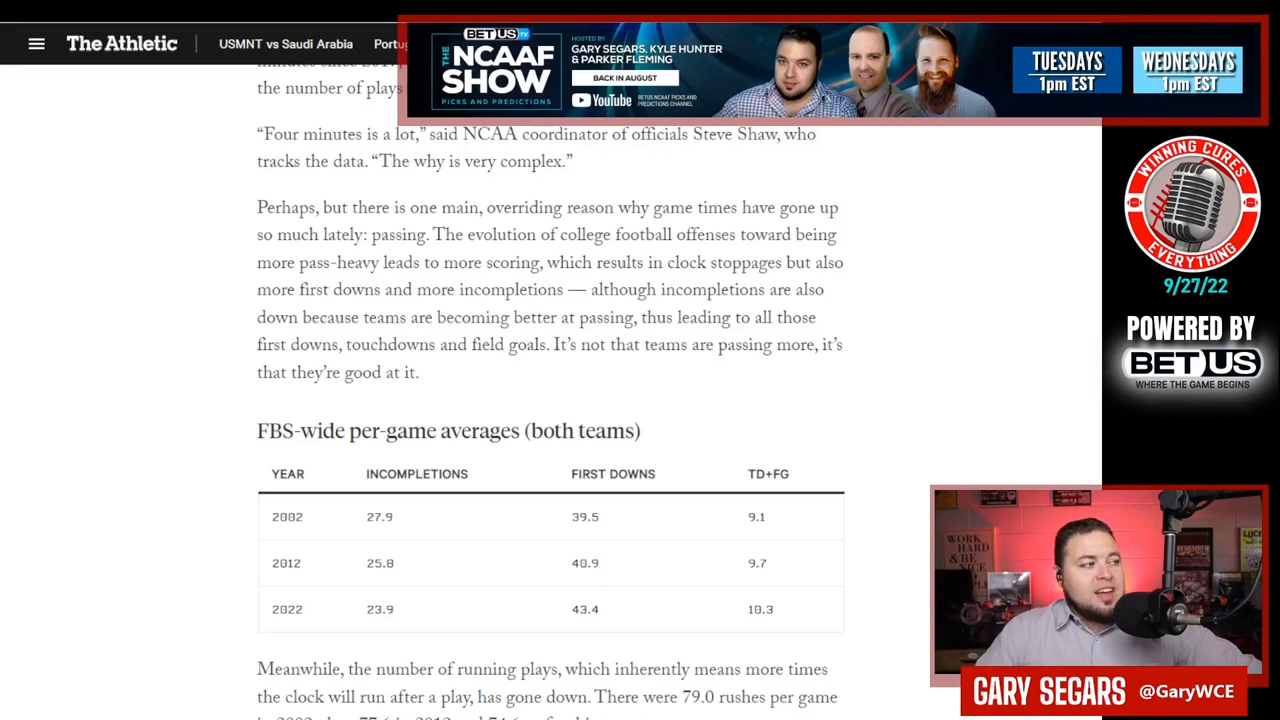 The Athletic
USMNT vs Saudi Arabia
BETUS TV
THE NCAAF SHOW
PICKS AND PREDICTIONS
HOSTED BY
GARY SEGARS, KYLE HUNTER
& PARKER FLEMING
BACK IN AUGUST
YouTube
BETUS NCAAF PICKS AND
PREDICTIONS CHANNEL
TUESDAYS
1pm EST
WEDNESDAYS
1pm EST
the number of plays
“Four minutes is a lot,” said NCAA coordinator of officials Steve Shaw, who
tracks the data. “The why is very complex.”
Perhaps, but there is one main, overriding reason why game times have gone up
so much lately: passing. The evolution of college football offenses toward being
more pass-heavy leads to more scoring, which results in clock stoppages but also
more first downs and more incompletions — although incompletions are also
down because teams are becoming better at passing, thus leading to all those
first downs, touchdowns and field goals. It’s not that teams are passing more, it’s
that they’re good at it.
FBS-wide per-game averages (both teams)
YEAR INCOMPLETIONS FIRST DOWNS TD+FG
2002 27.9 39.5 9.1
2012 25.8 40.9 9.7
2022 23.9 43.4 10.3
Meanwhile, the number of running plays, which inherently means more times
the clock will run after a play, has gone down. There were 79.0 rushes per game
WINNING CURES
EVERYTHING
9/27/22
POWERED BY
BETUS
WHERE THE GAME BEGINS
WORK
HARD &
BE NICE
GARY SEGARS @GaryWCE